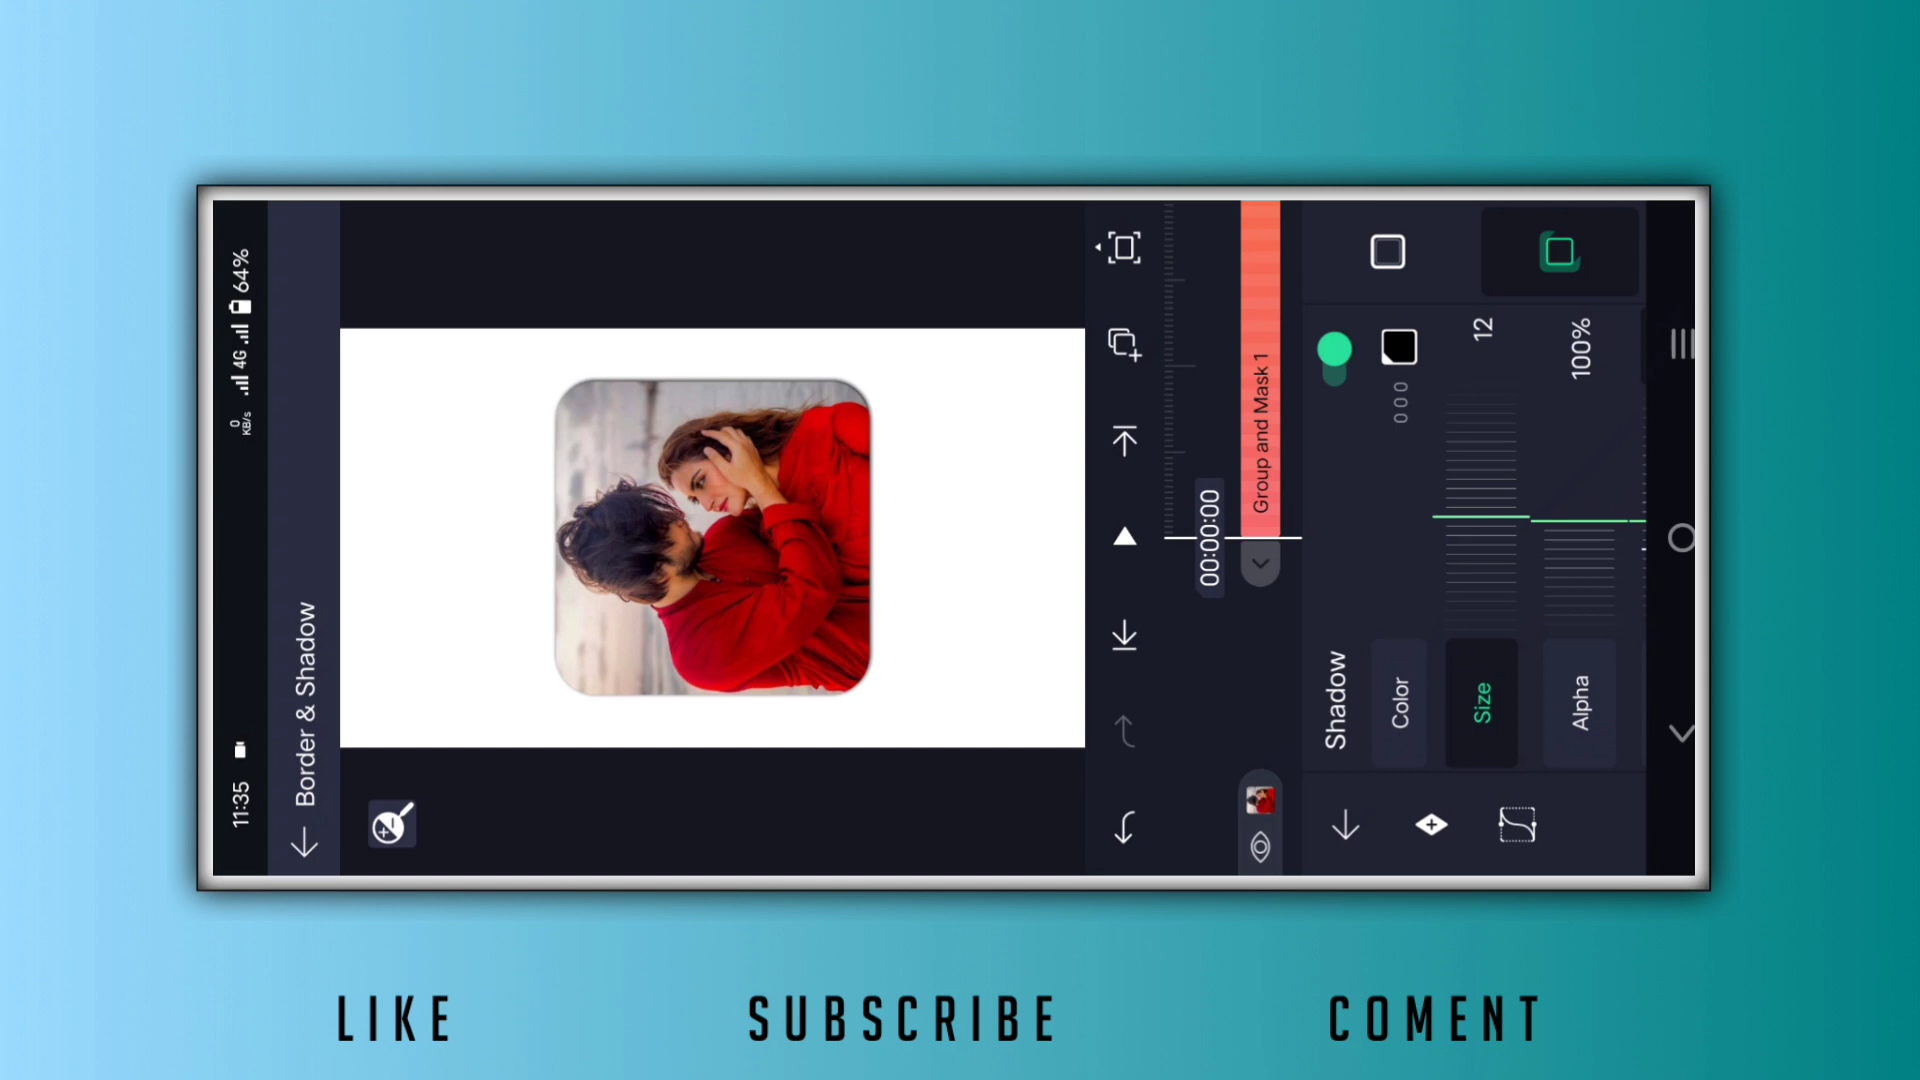 11:35
0 KB/s
4G
64%
Border & Shadow
00:00:00
Group and Mask 1
Shadow
Color
000
Size
12
Alpha
100%
LIKE
SUBSCRIBE
COMENT